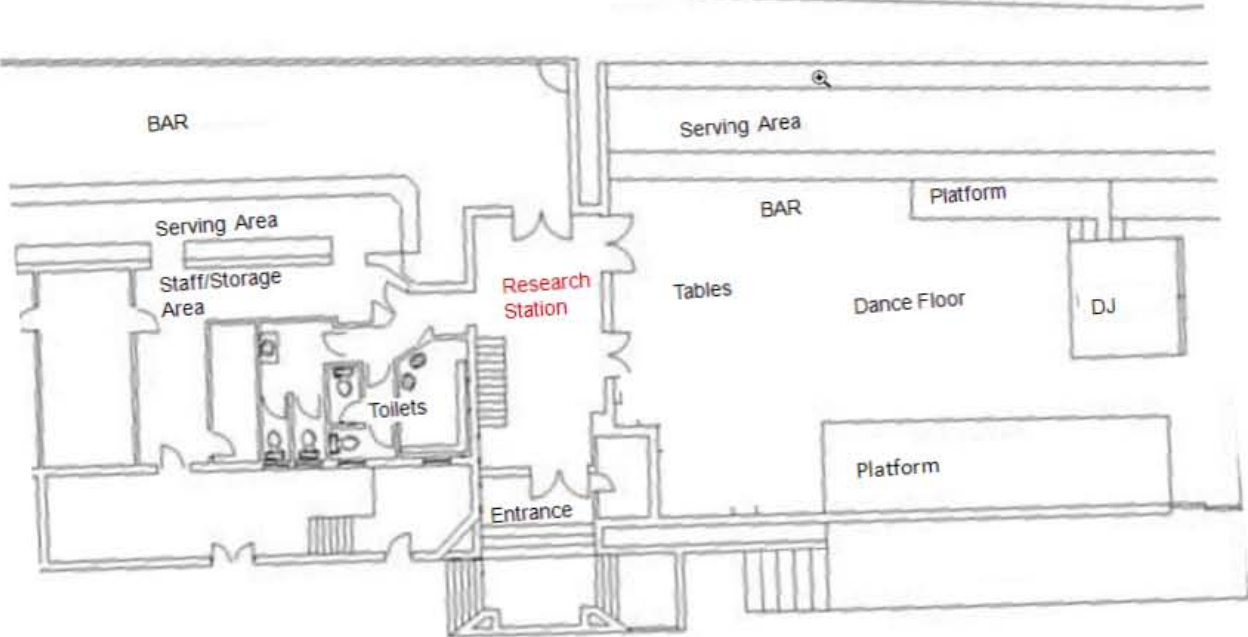 BAR
Serving Area
Platform
BAR
Serving Area
Staff/Storage
Area
Research
Station
Tables
Dance Floor
DJ
Toilets
Platform
Entrance